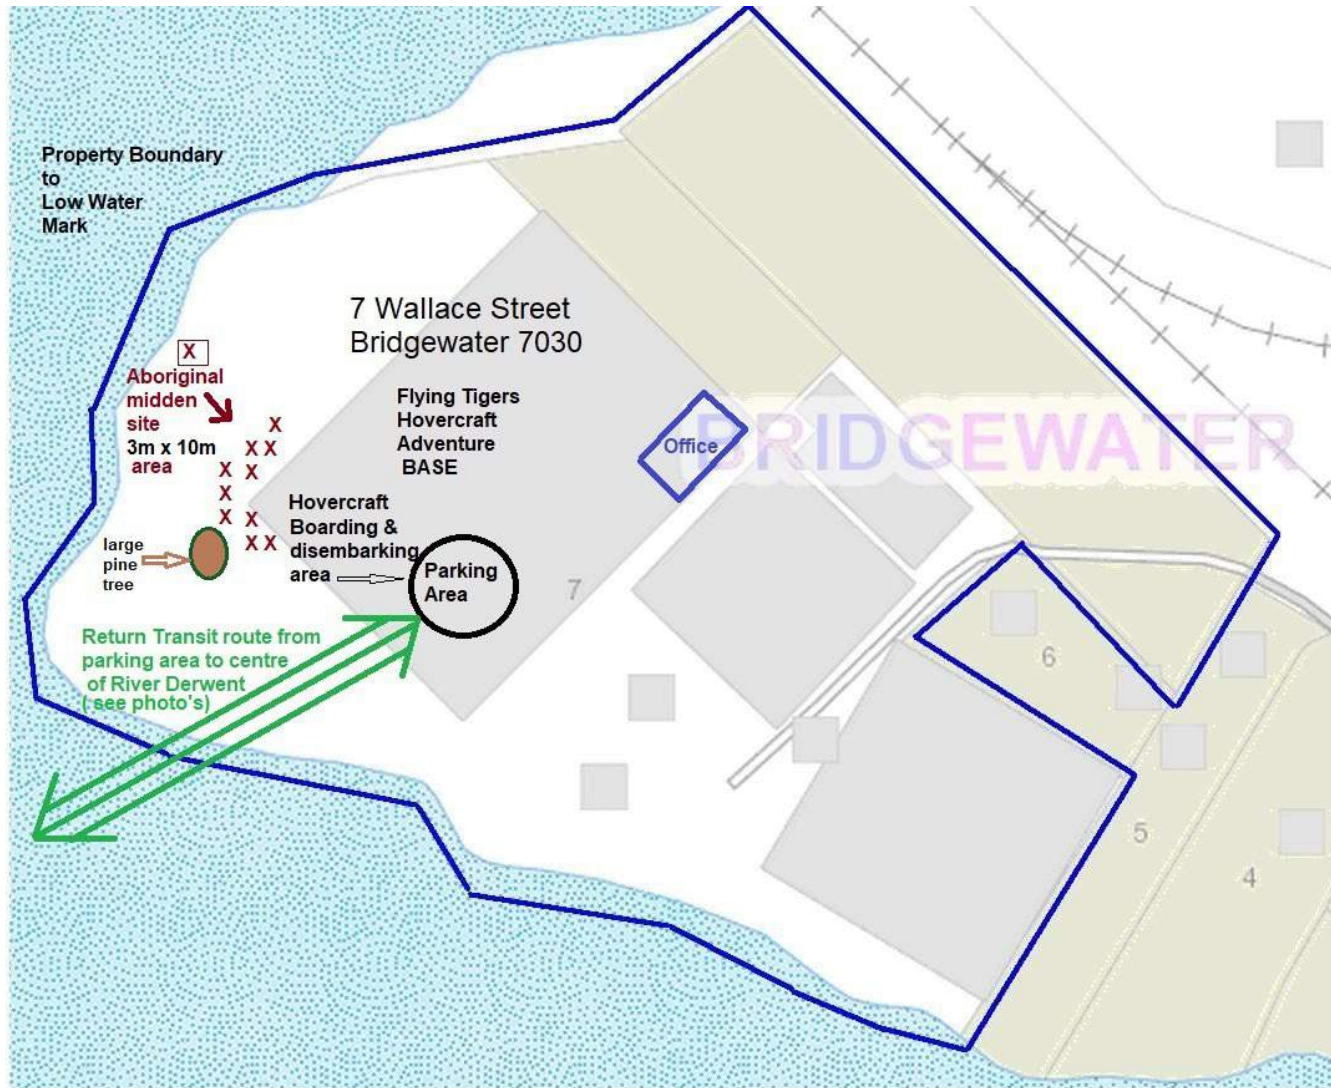 Property Boundary
to
Low Water
Mark
7 Wallace Street
Bridgewater 7030
X
Aboriginal
midden
site
3m x 10m
area
X
X X
X X
X
X X
X X X
Flying Tigers
Hovercraft
Adventure
BASE
Office
BRIDGEWATER
Hovercraft
Boarding &
disembarking
area
Parking
Area
large
pine
tree
7
6
5
4
Return Transit route from
parking area to centre
of River Derwent
( see photo's)